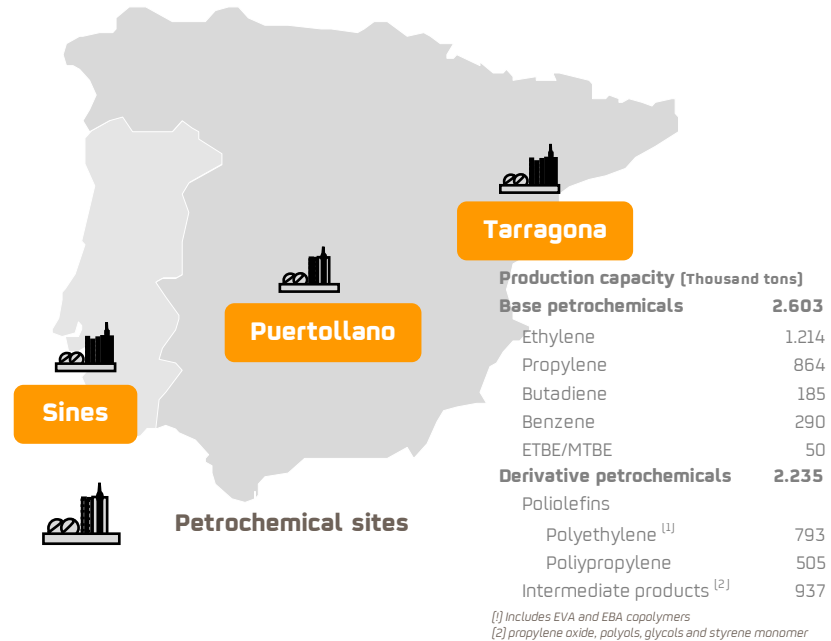 Tarragona
Puertollano
Sines
Petrochemical sites
Production capacity (Thousand tons)
Base petrochemicals 2.603
Ethylene 1.214
Propylene 864
Butadiene 185
Benzene 290
ETBE/MTBE 50
Derivative petrochemicals 2.235
Poliolefins
Polyethylene [1] 793
Poliypropylene 505
Intermediate products [2] 937
[!] Includes EVA and EBA copolymers
[2] propylene oxide, polyols, glycols and styrene monomer